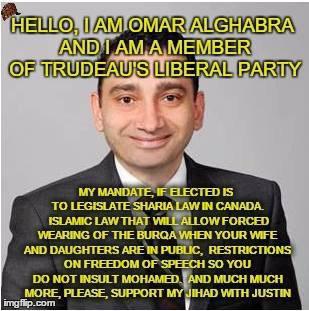 HELLO, I AM OMAR ALGHABRA
AND I AM A MEMBER
OF TRUDEAU'S LIBERAL PARTY
MY MANDATE, IF ELECTED IS
TO LEGISLATE SHARIA LAW IN CANADA.
ISLAMIC LAW THAT WILL ALLOW FORCED
WEARING OF THE BURQA WHEN YOUR WIFE
AND DAUGHTERS ARE IN PUBLIC, RESTRICTIONS
ON FREEDOM OF SPEECH SO YOU
DO NOT INSULT MOHAMED. AND MUCH MUCH
MORE, PLEASE, SUPPORT MY JIHAD WITH JUSTIN
imgflip.com